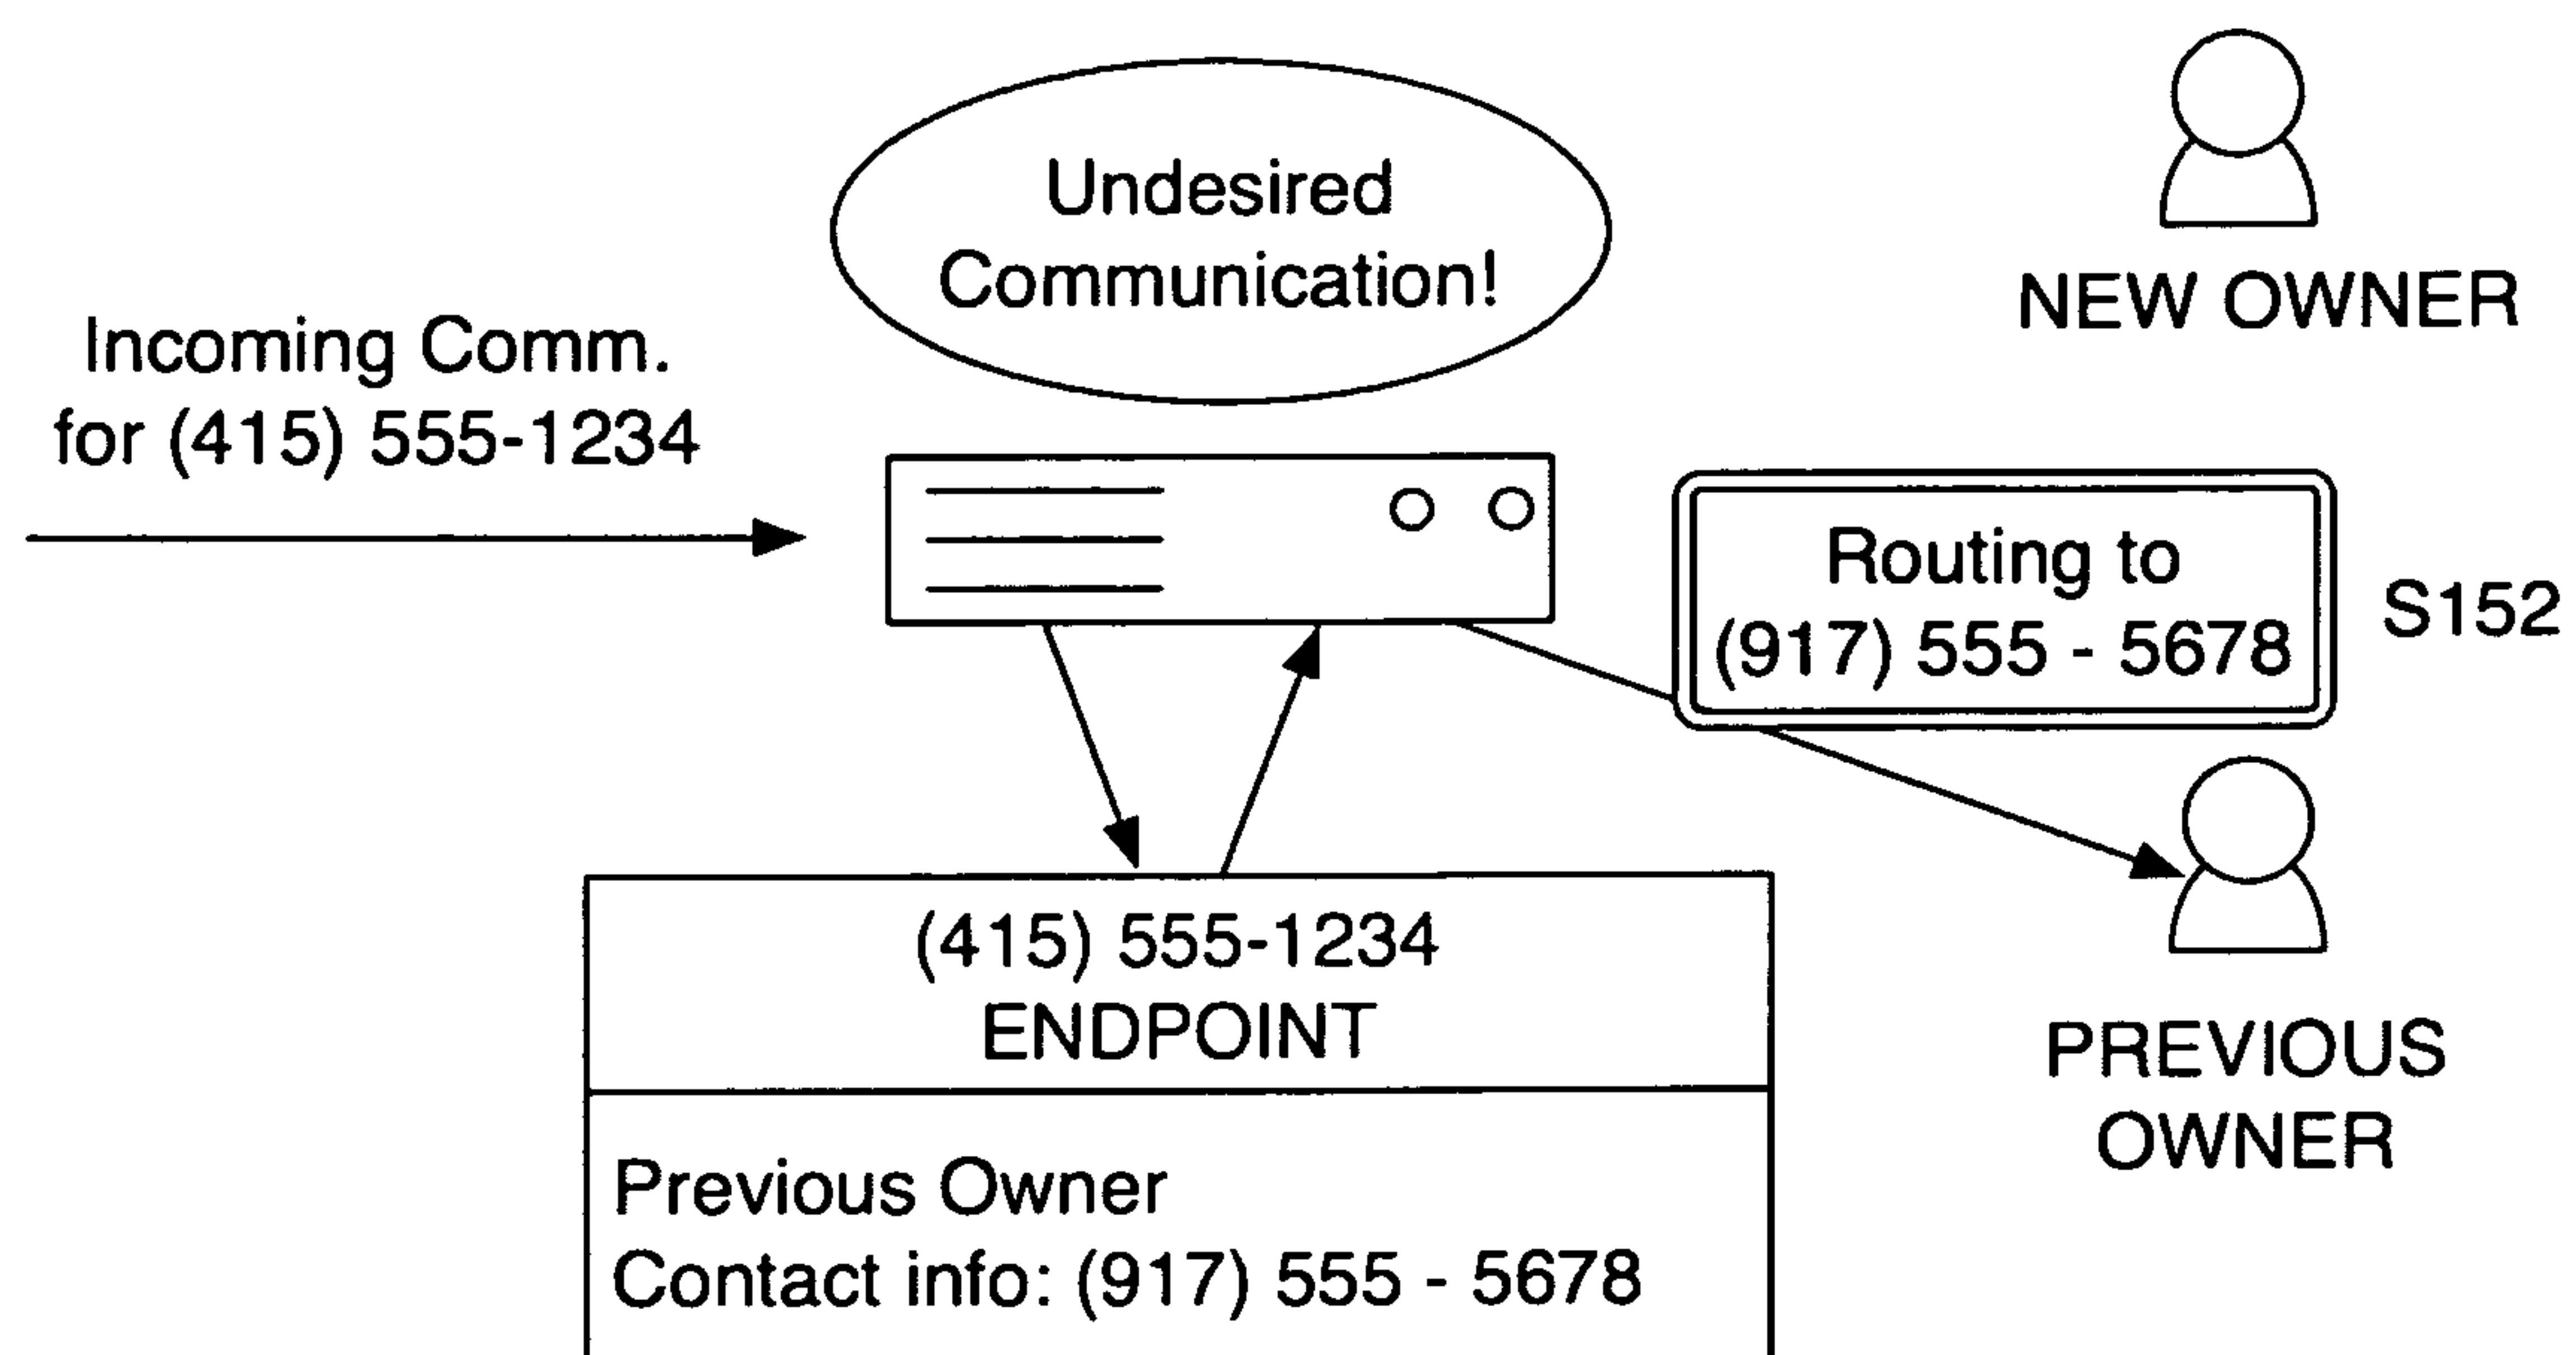 Undesired
Communication!
NEW OWNER
Incoming Comm.
for (415) 555-1234
Routing to
(917) 555 - 5678
S152
(415) 555-1234
ENDPOINT
PREVIOUS
OWNER
Previous Owner
Contact info: (917) 555 - 5678